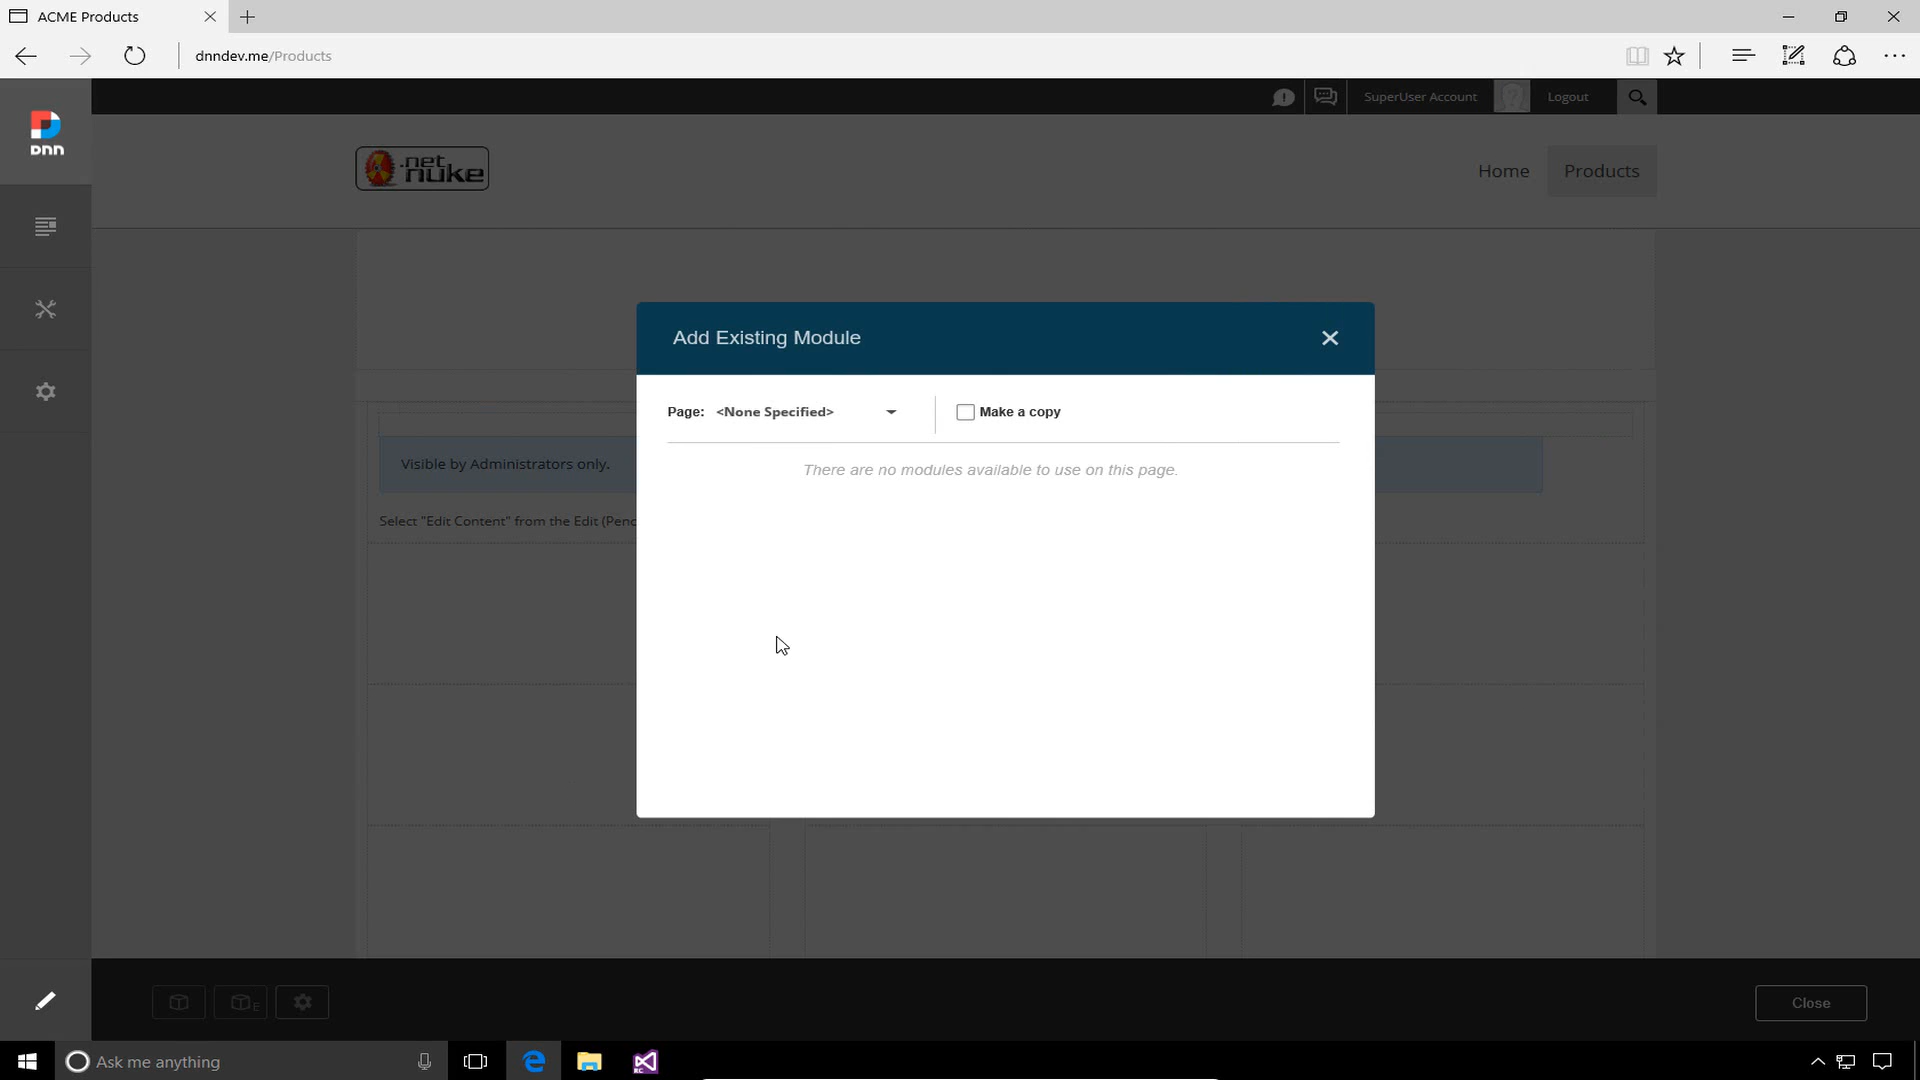 ACME Products
dnndev.me/Products
SuperUser Account
Logout
Dnn
.net nuke
Home
Products
Add Existing Module
Page: <None Specified>
Make a copy
There are no modules available to use on this page.
Visible by Administrators only.
Select "Edit Content" from the Edit (Penc
E
Close
Ask me anything
RC